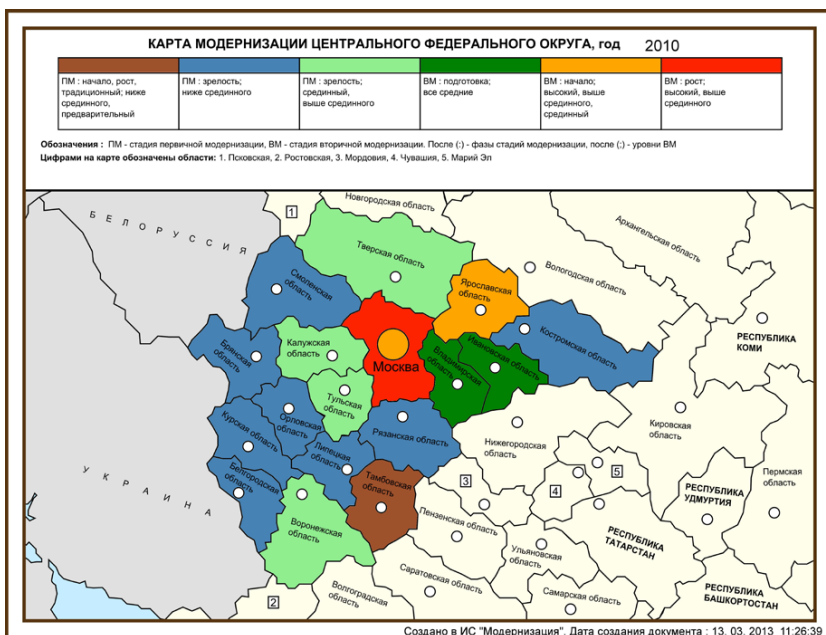 КАРТА МОДЕРНИЗАЦИИ ЦЕНТРАЛЬНОГО ФЕДЕРАЛЬНОГО ОКРУГА, год 2010
ПМ : начало, рост,
традиционный; ниже
срединного,
предварительный
ПМ : зрелость;
ниже срединного
ПМ : зрелость;
срединный,
выше срединного
ВМ : подготовка;
все средние
ВМ : начало;
высокий, выше
срединного,
срединный
ВМ : рост;
высокий, выше
срединного
Обозначения : ПМ - стадия первичной модернизации, ВМ - стадия вторичной модернизации. После (:) - фазы стадий модернизации, после (;) - уровни ВМ
Цифрами на карте обозначены области: 1. Псковская, 2. Ростовская, 3. Мордовия, 4. Чувашия, 5. Марий Эл
БЕЛОРУССИЯ
1
Новгородская область
Архангельская область
Тверская область
Вологодская область
Смоленская
область
Ярославская
область
РЕСПУБЛИКА
КОМИ
Костромская область
Брянская
область
Калужская
область
Москва
Владимирская
область
Ивановская область
Тульская
область
Курская область
Орловская
область
Рязанская область
Нижегородская
область
Кировская
область
Липецкая
область
УКРАИНА
Белгородская
область
Тамбовская
область
3
4
5
Пермская
область
РЕСПУБЛИКА
УДМУРТИЯ
Воронежская
область
Пензенская
область
РЕСПУБЛИКА
ТАТАРСТАН
Ульяновская
область
2
Волгоградская
область
Саратовская область
Самарская область
РЕСПУБЛИКА
БАШКОРТОСТАН
Создано в ИС "Модернизация". Дата создания документа : 13. 03. 2013 11:26:39